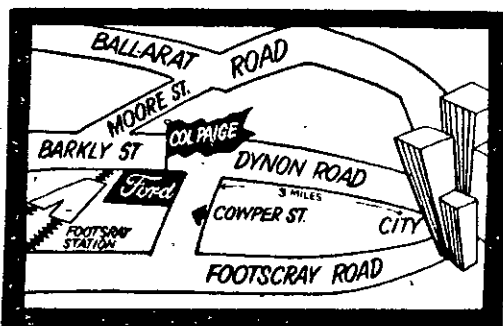 BALLARAT ROAD
MOORE ST.
COL PAIGE
BARKLY ST
DYNON ROAD
Ford
3 MILES
COWPER ST.
CITY
FOOTSRAY
STATION
FOOTSCRAY ROAD